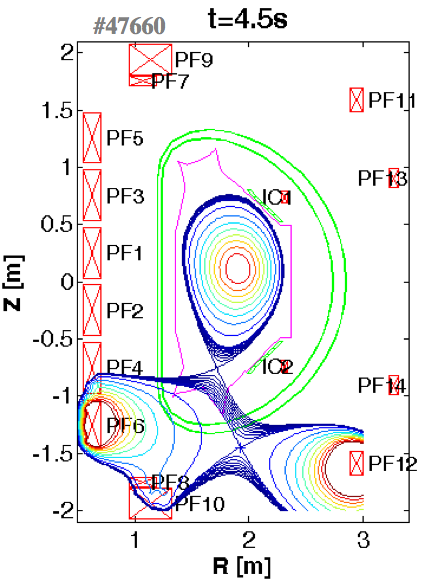 #47660
t=4.5s
2
1.5
1
0.5
0
-0.5
-1
-1.5
-2
Z [m]
PF9
PF7
PF11
PF5
PF13
PF3
IC1
PF1
PF2
PF4
IC2
PF14
PF6
PF12
PF8
PF10
1
2
3
R [m]